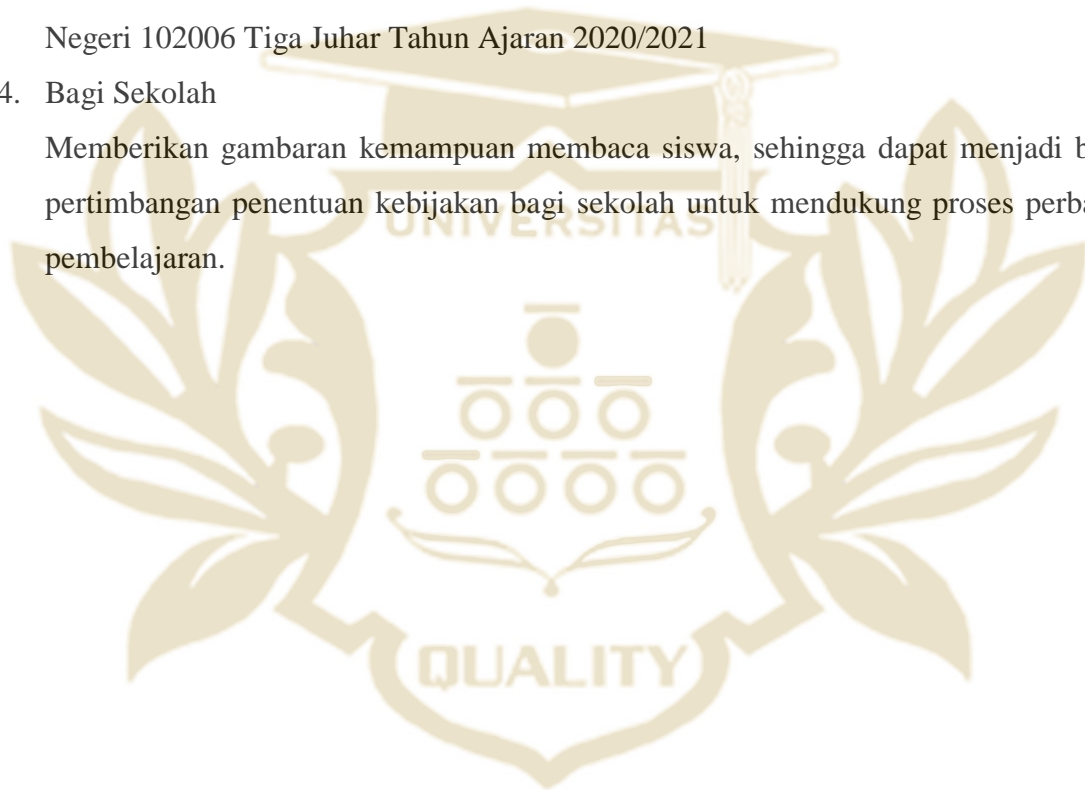 Negeri 102006 Tiga Juhar Tahun Ajaran 2020/2021
4. Bagi Sekolah
Memberikan gambaran kemampuan membaca siswa, sehingga dapat menjadi
pertimbangan penentuan kebijakan bagi sekolah untuk mendukung proses
pembelajaran.
UNIVERSITAS
QUALITY